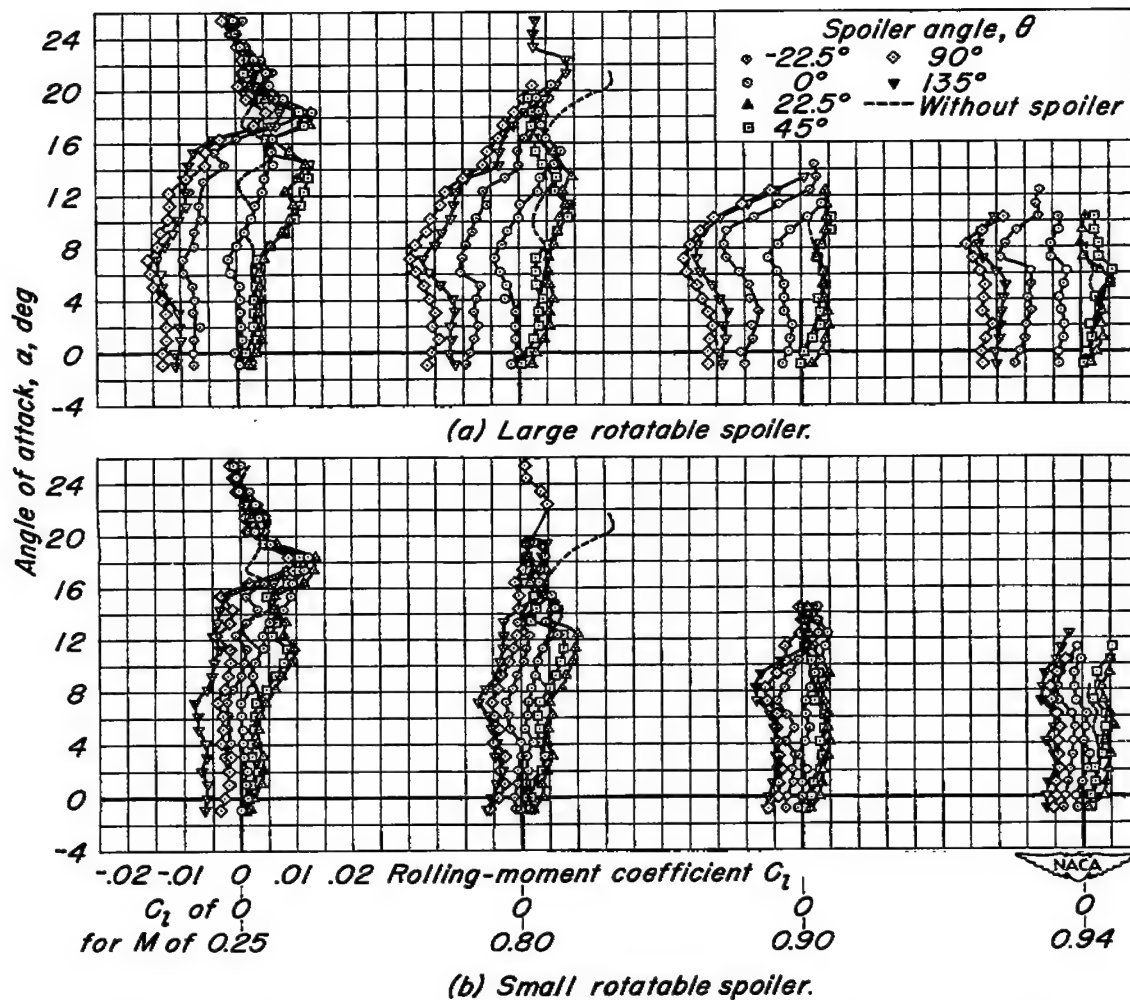 Spoiler angle, θ
-22.5°
90°
0°
135°
22.5°
Without spoiler
45°
24
20
16
12
8
4
0
-4
Angle of attack, α, deg
(a) Large rotatable spoiler.
24
20
16
12
8
4
0
-4
NACA
-.02 -.01 0 .01 .02 Rolling-moment coefficient Cl
Cl of 0 0 0 0
for M of 0.25 0.80 0.90 0.94
(b) Small rotatable spoiler.